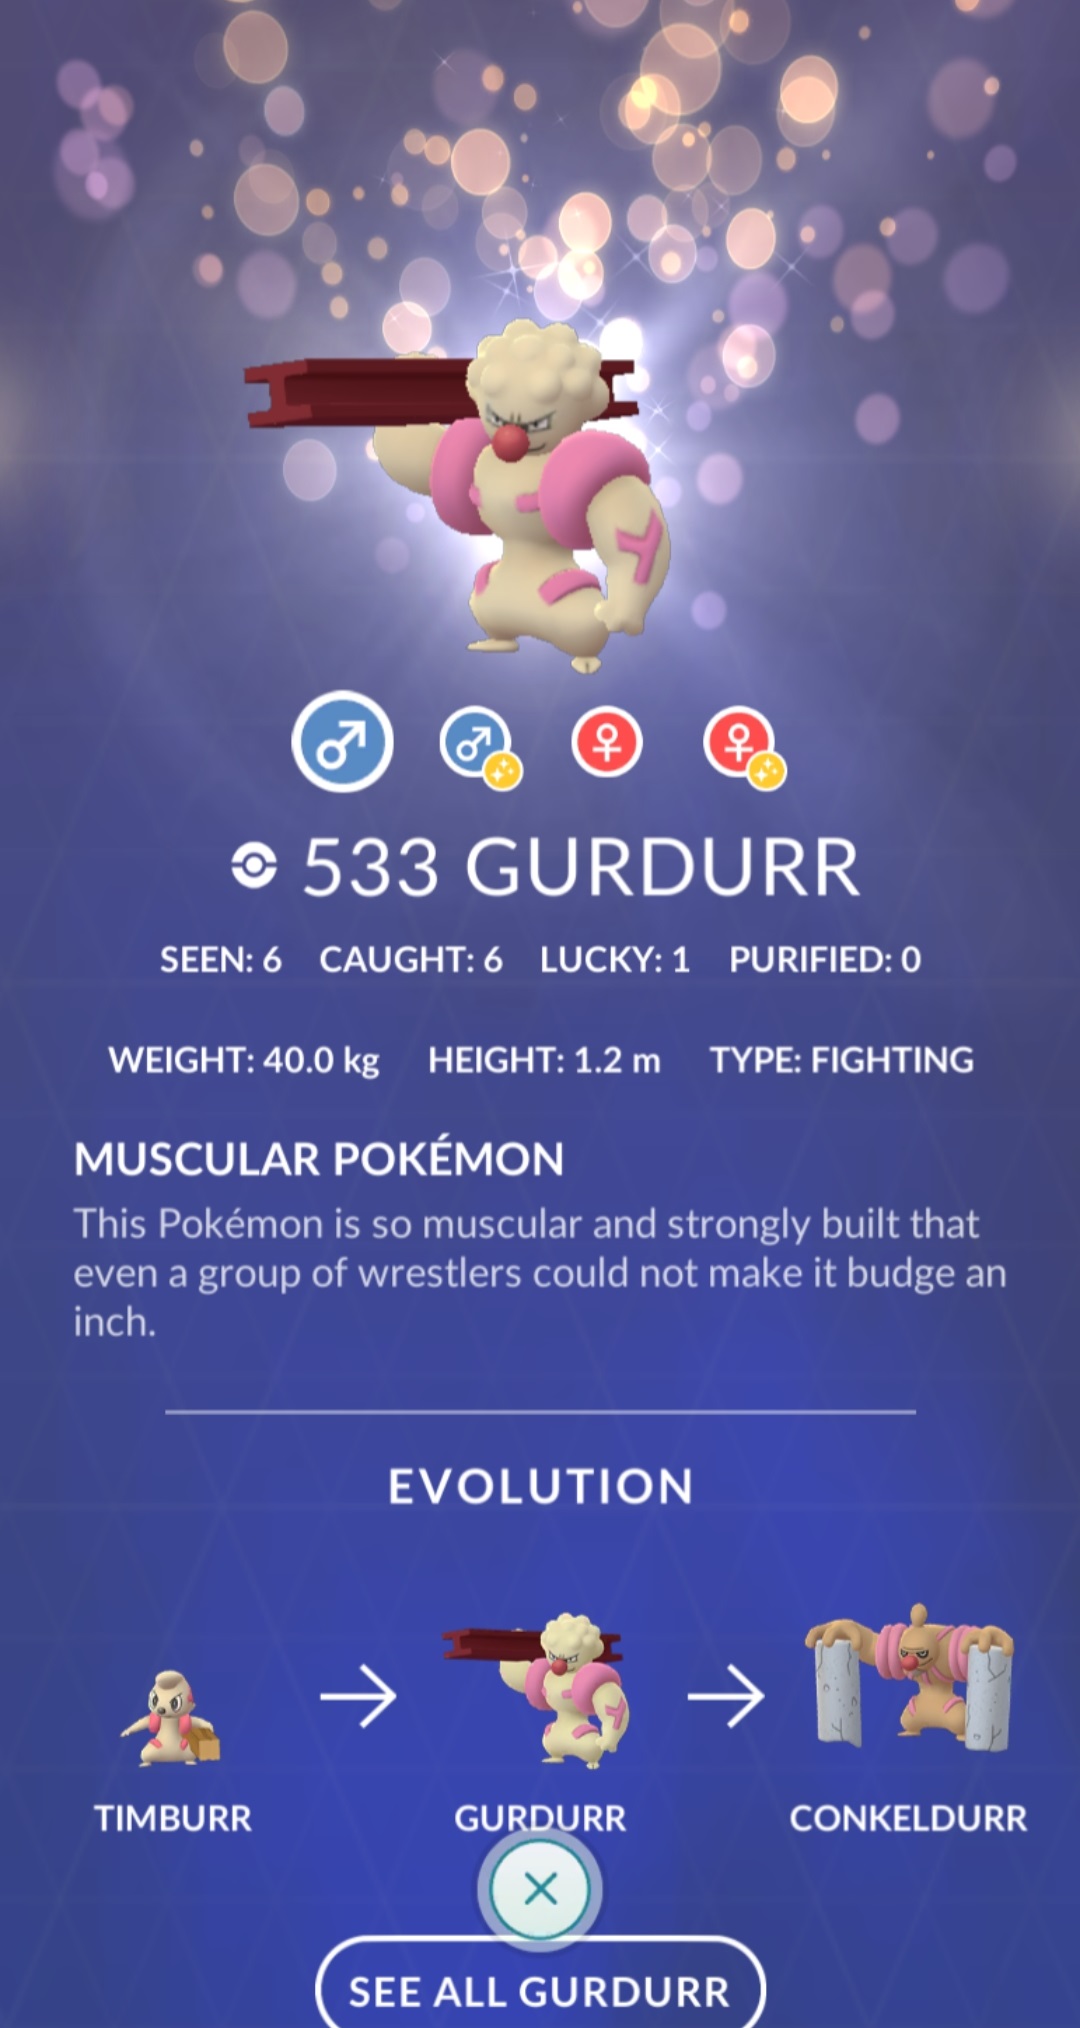 533 GURDURR
SEEN: 6 CAUGHT: 6 LUCKY: 1 PURIFIED: 0
WEIGHT: 40.0 kg HEIGHT: 1.2 m TYPE: FIGHTING
MUSCULAR POKÉMON
This Pokémon is so muscular and strongly built that
even a group of wrestlers could not make it budge an
inch.
EVOLUTION
TIMBURR GURDURR CONKELDURR
SEE ALL GURDURR